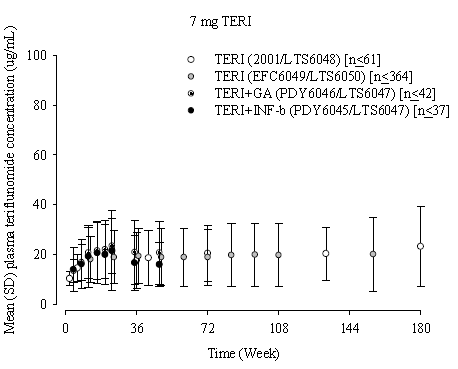 7 mg TERI
TERI (2001/LTS6048) [n≤61]
TERI (EFC6049/LTS6050) [n≤364]
TERI+GA (PDY6046/LTS6047) [n≤42]
TERI+INF-b (PDY6045/LTS6047) [n≤37]
Mean (SD) plasma teriflunomide concentration (ug/mL)
100
80
60
40
20
0
0 36 72 108 144 180
Time (Week)